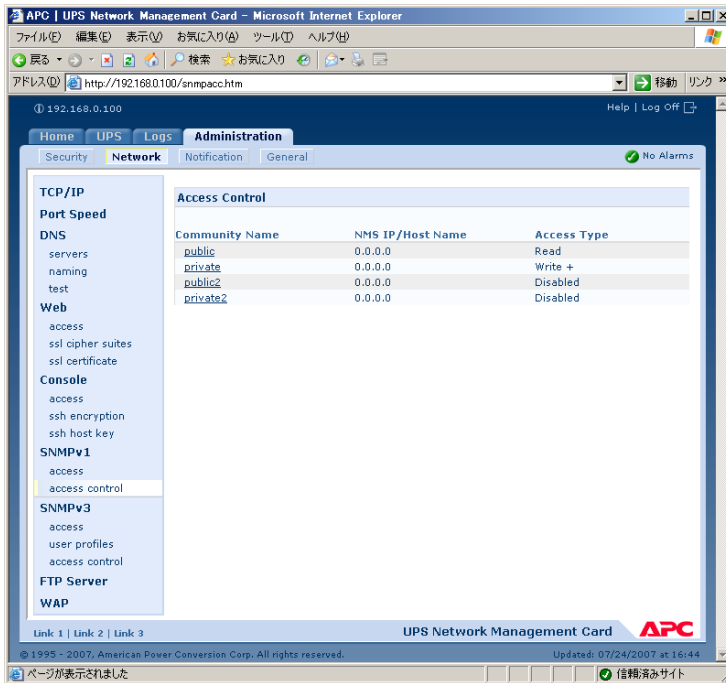 APC | UPS Network Management Card - Microsoft Internet Explorer
ファイル(F) 編集(E) 表示(V) お気に入り(A) ツール(T) ヘルプ(H)
戻る 検索 お気に入り
アドレス(D) http://192.168.0.100/snmpacc.htm 移動 リンク »
192.168.0.100 Help | Log Off
Home UPS Logs Administration
Security Network Notification General No Alarms
TCP/IP
Port Speed
DNS
servers
naming
test
Web
access
ssl cipher suites
ssl certificate
Console
access
ssh encryption
ssh host key
SNMPv1
access
access control
SNMPv3
access
user profiles
access control
FTP Server
WAP
Access Control
Community Name NMS IP/Host Name Access Type
public 0.0.0.0 Read
private 0.0.0.0 Write +
public2 0.0.0.0 Disabled
private2 0.0.0.0 Disabled
Link 1 | Link 2 | Link 3 UPS Network Management Card APC
© 1995 - 2007, American Power Conversion Corp. All rights reserved. Updated: 07/24/2007 at 16:44
ページが表示されました 信頼済みサイト